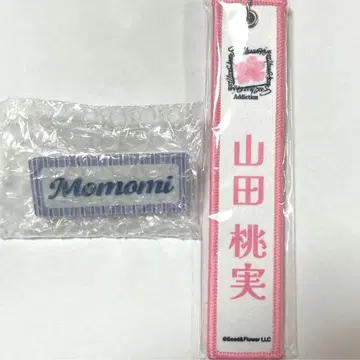 Momomi
Addiction
山田 桃実
©Seed&Flower LLC